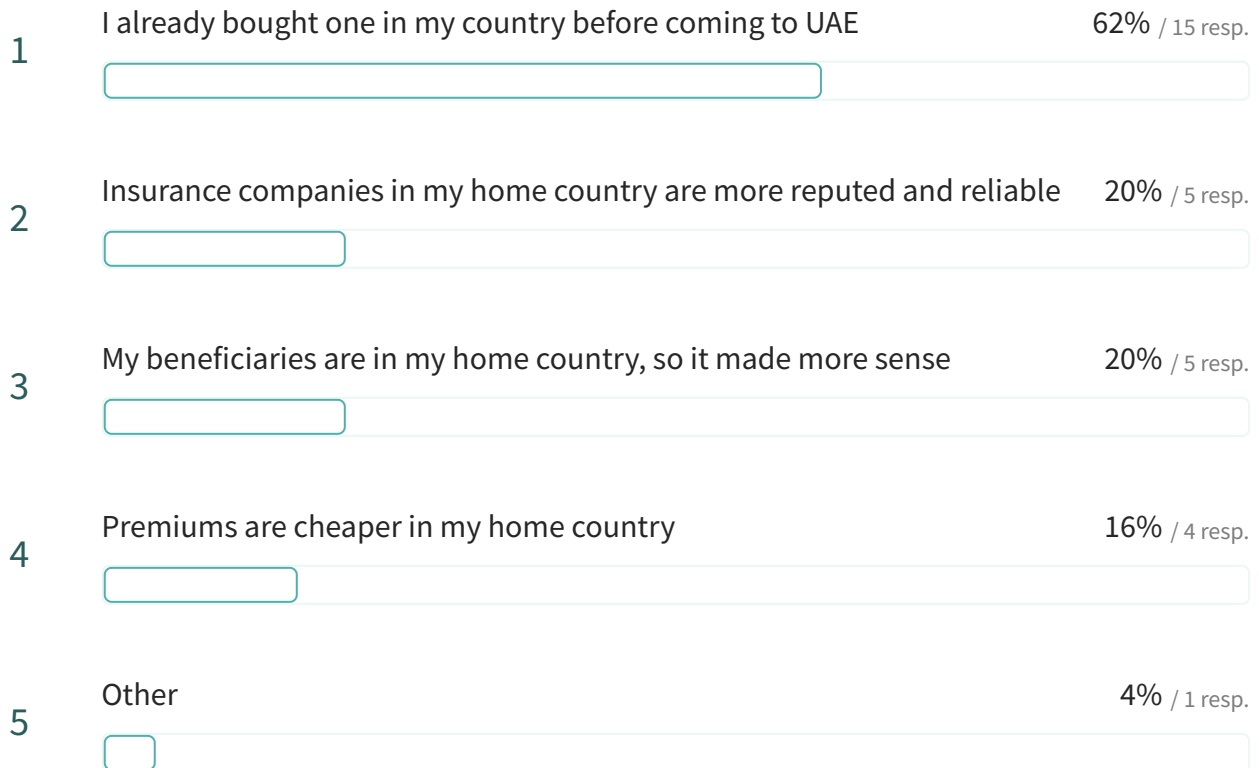 1
I already bought one in my country before coming to UAE 62% / 15 resp.
2
Insurance companies in my home country are more reputed and reliable 20% / 5 resp.
3
My beneficiaries are in my home country, so it made more sense 20% / 5 resp.
4
Premiums are cheaper in my home country 16% / 4 resp.
5
Other 4% / 1 resp.